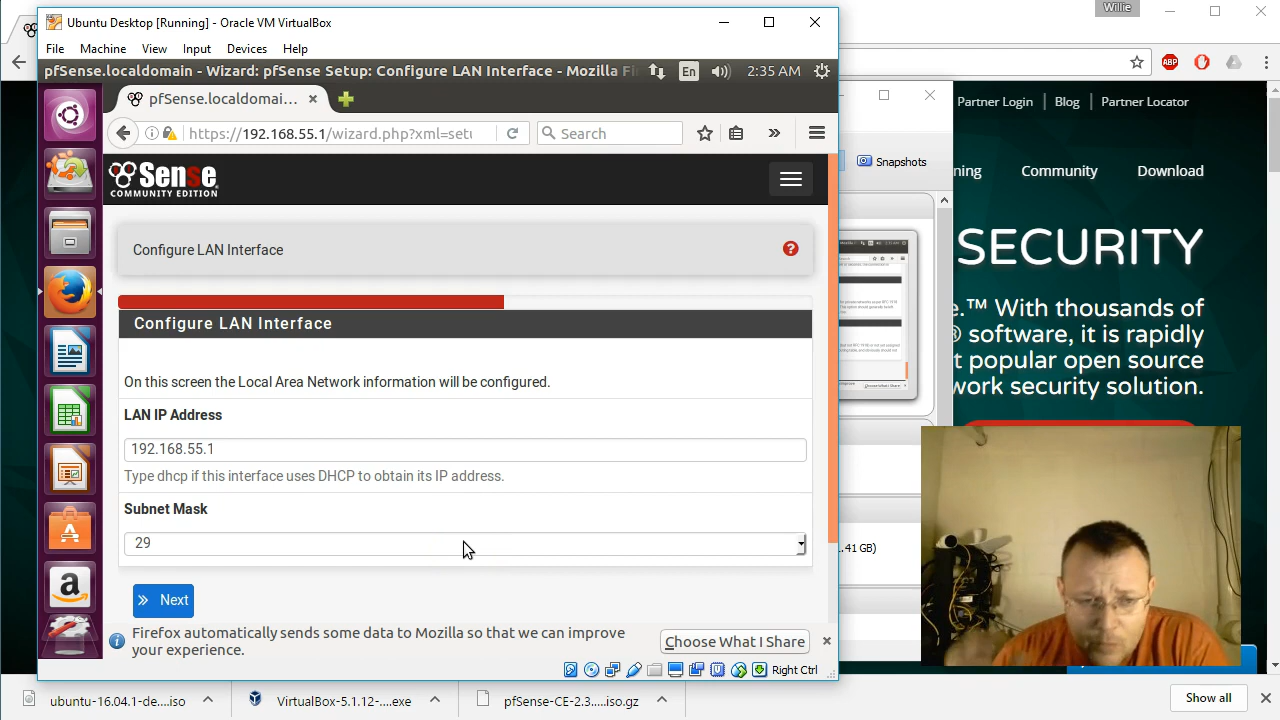 Ubuntu Desktop [Running] - Oracle VM VirtualBox
Willie
File Machine View Input Devices Help
pfSense.localdomain - Wizard: pfSense Setup: Configure LAN Interface - Mozilla Fi
En
2:35 AM
pfSense.localdomai...
https://192.168.55.1/wizard.php?xml=setu
Search
ABP
Partner Login | Blog | Partner Locator
Snapshots
ning Community Download
Sense
COMMUNITY EDITION
Configure LAN Interface
SECURITY
Configure LAN Interface
e.™ With thousands of
® software, it is rapidly
t popular open source
work security solution.
On this screen the Local Area Network information will be configured.
LAN IP Address
192.168.55.1
Type dhcp if this interface uses DHCP to obtain its IP address.
Subnet Mask
29
.41 GB)
Next
Firefox automatically sends some data to Mozilla so that we can improve
your experience.
Choose What I Share
Right Ctrl
ubuntu-16.04.1-de....iso
VirtualBox-5.1.12-....exe
pfSense-CE-2.3.....iso.gz
Show all